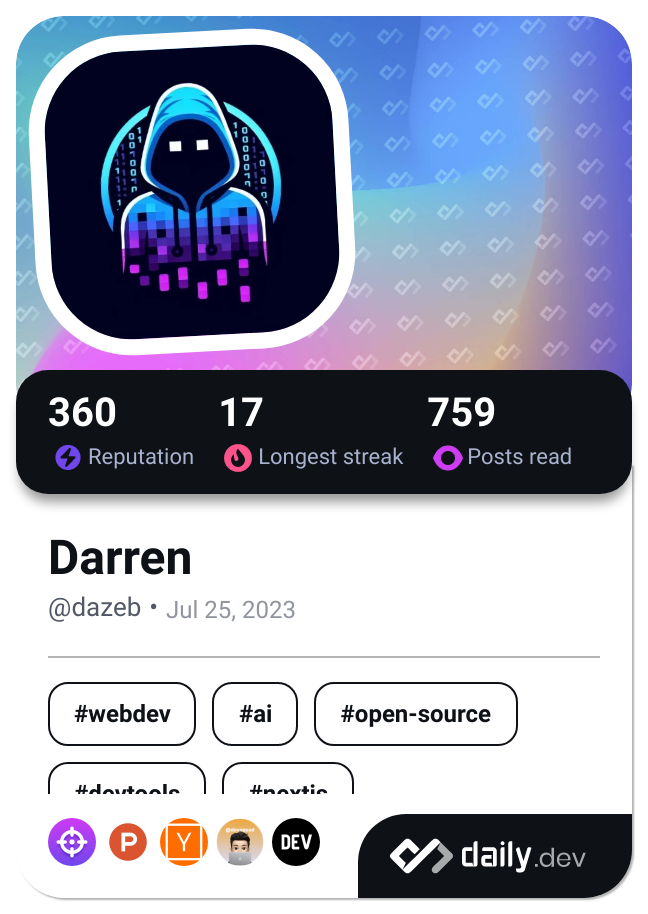 360 17 759
Reputation Longest streak Posts read
Darren
@dazeb • Jul 25, 2023
#webdev #ai #open-source
#devtools #nextjs
P Y DEV
daily.dev